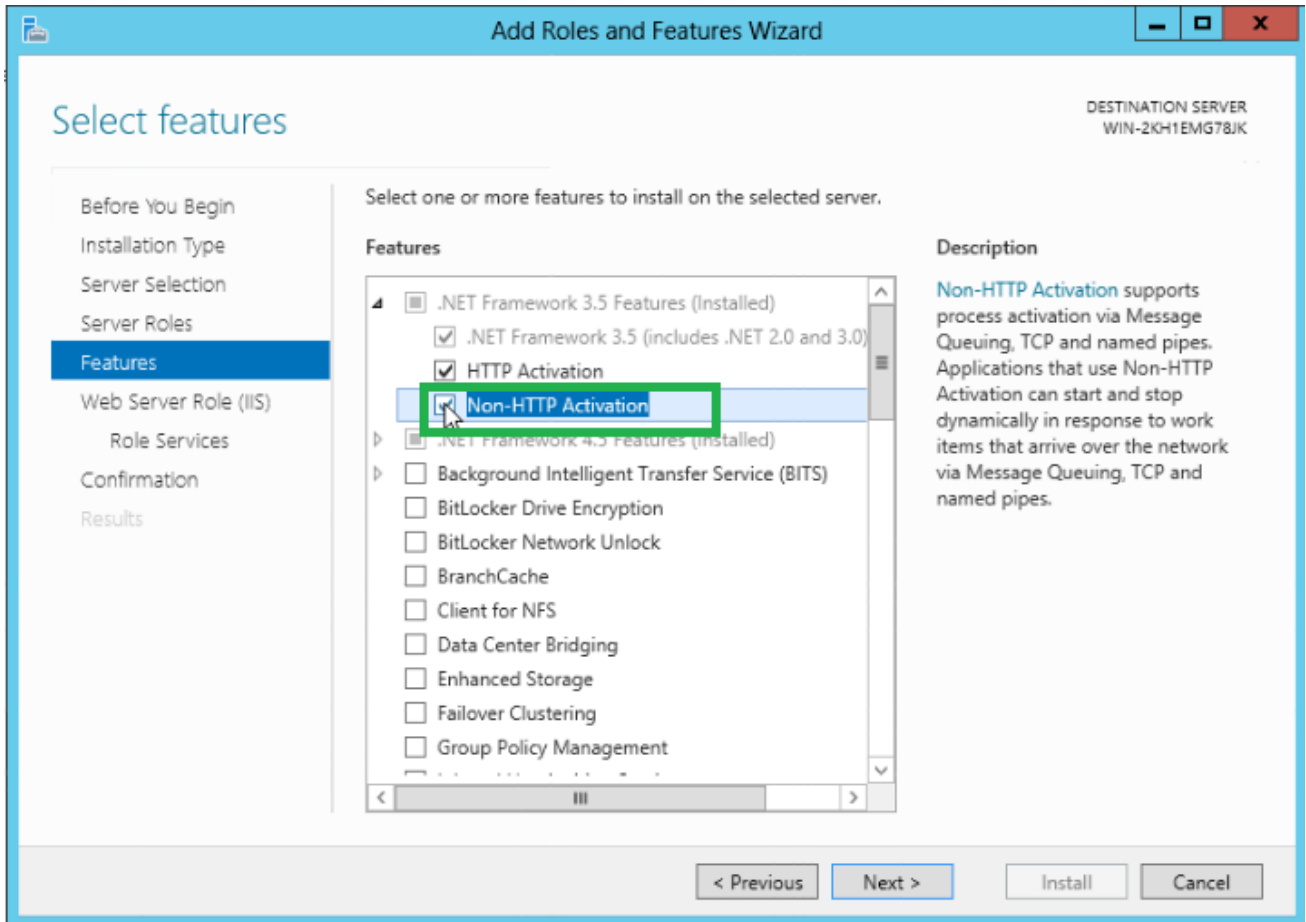 Add Roles and Features Wizard
Select features
DESTINATION SERVER
WIN-2KH1EMG78JK
Before You Begin
Installation Type
Server Selection
Server Roles
Features
Web Server Role (IIS)
Role Services
Confirmation
Results
Select one or more features to install on the selected server.
Features
.NET Framework 3.5 Features (Installed)
.NET Framework 3.5 (includes .NET 2.0 and 3.0)
HTTP Activation
Non-HTTP Activation
.NET Framework 4.5 Features (Installed)
Background Intelligent Transfer Service (BITS)
BitLocker Drive Encryption
BitLocker Network Unlock
BranchCache
Client for NFS
Data Center Bridging
Enhanced Storage
Failover Clustering
Group Policy Management
Description
Non-HTTP Activation supports
process activation via Message
Queuing, TCP and named pipes.
Applications that use Non-HTTP
Activation can start and stop
dynamically in response to work
items that arrive over the network
via Message Queuing, TCP and
named pipes.
< Previous
Next >
Install
Cancel